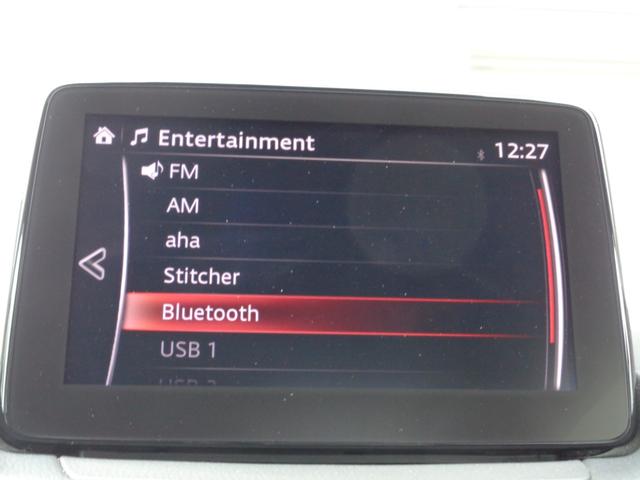 Entertainment
12:27
FM
AM
aha
Stitcher
Bluetooth
USB 1